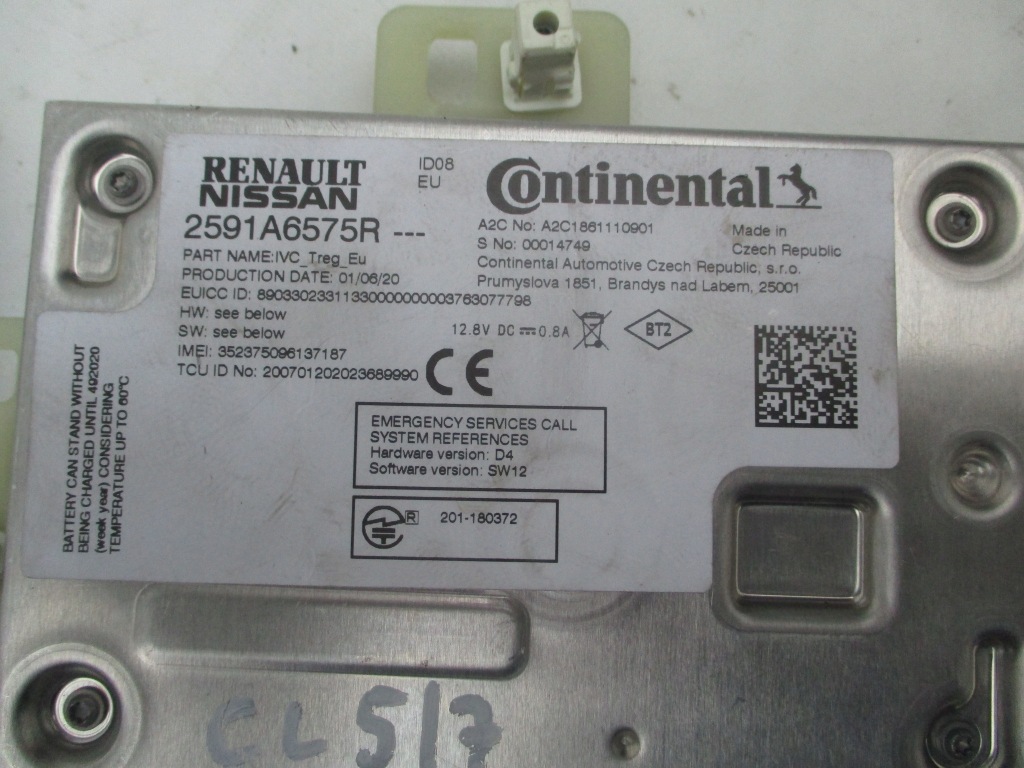 RENAULT
NISSAN
2591A6575R ---
ID08
EU
Continental
A2C No: A2C1861110901
S No: 00014749
Made in
Czech Republic
Continental Automotive Czech Republic, s.r.o.
Prumyslova 1851, Brandys nad Labem, 25001
PART NAME:IVC_Treg_Eu
PRODUCTION DATE: 01/06/20
EUICC ID: 89033023311330000000003763077798
HW: see below
SW: see below
IMEI: 352375096137187
TCU ID No: 200701202023689990
12.8V DC 0.8A
BT2
CE
EMERGENCY SERVICES CALL
SYSTEM REFERENCES
Hardware version: D4
Software version: SW12
R 201-180372
BATTERY CAN STAND WITHOUT
BEING CHARGED UNTIL 492020
(week year) CONSIDERING
TEMPERATURE UP TO 60°C
CL 517